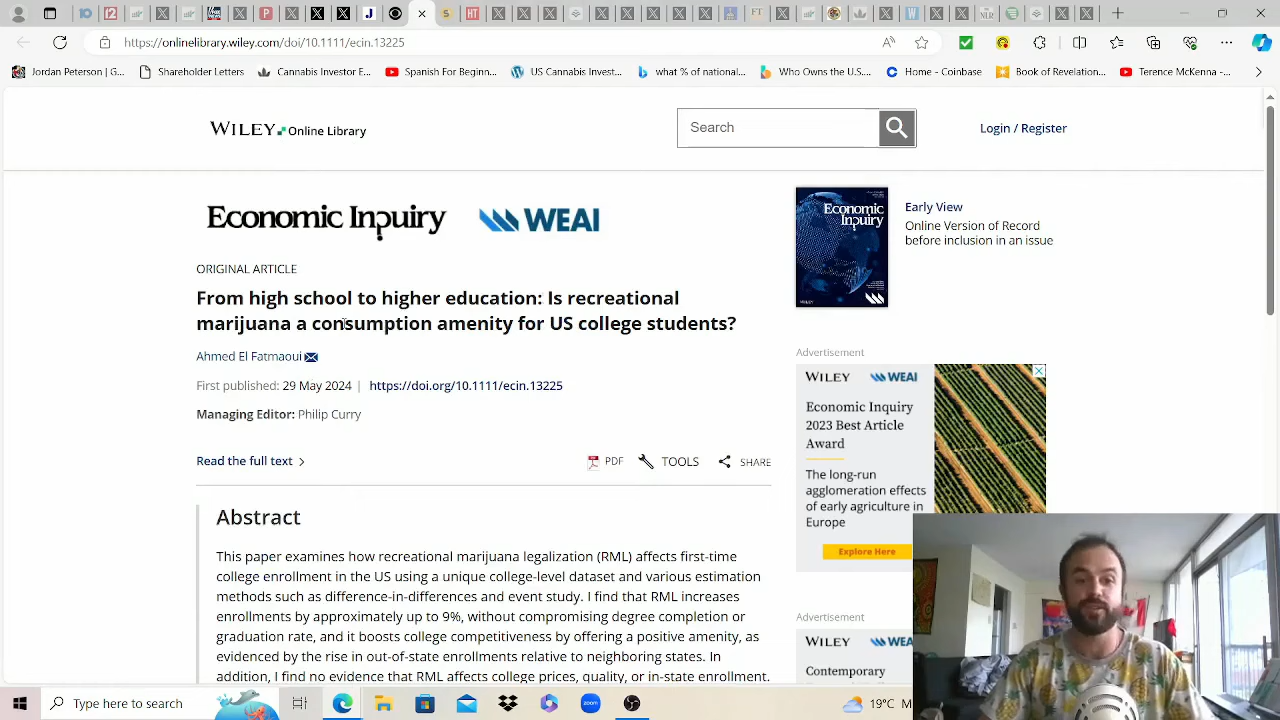 https://onlinelibrary.wiley.com/doi/10.1111/ecin.13225
Jordan Peterson | G...
Shareholder Letters
Cannabis Investor E...
Spanish For Beginn...
US Cannabis Invest...
what % of national...
Who Owns the U.S...
Home - Coinbase
Book of Revelation...
Terence McKenna -...
WILEY Online Library
Search
Login / Register
Economic Inquiry
WEAI
Economic Inquiry
Early View
Online Version of Record
before inclusion in an issue
ORIGINAL ARTICLE
From high school to higher education: Is recreational
marijuana a consumption amenity for US college students?
Ahmed El Fatmaoui
First published: 29 May 2024 | https://doi.org/10.1111/ecin.13225
Managing Editor: Philip Curry
Read the full text
PDF
TOOLS
SHARE
Abstract
This paper examines how recreational marijuana legalization (RML) affects first-time
college enrollment in the US using a unique college-level dataset and various estimation
methods such as difference-in-differences and event study. I find that RML increases
enrollments by approximately up to 9%, without compromising degree completion or
graduation rate, and it boosts college competitiveness by offering a positive amenity, as
evidenced by the rise in out-of-state enrollments relative to neighboring states. In
addition, I find no evidence that RML affects college prices, quality, or in-state enrollment.
Advertisement
WILEY WEAI
Economic Inquiry
2023 Best Article
Award
The long-run
agglomeration effects
of early agriculture in
Europe
Explore Here
Advertisement
WILEY WEAI
Contemporary
Type here to search
zoom
19°C M